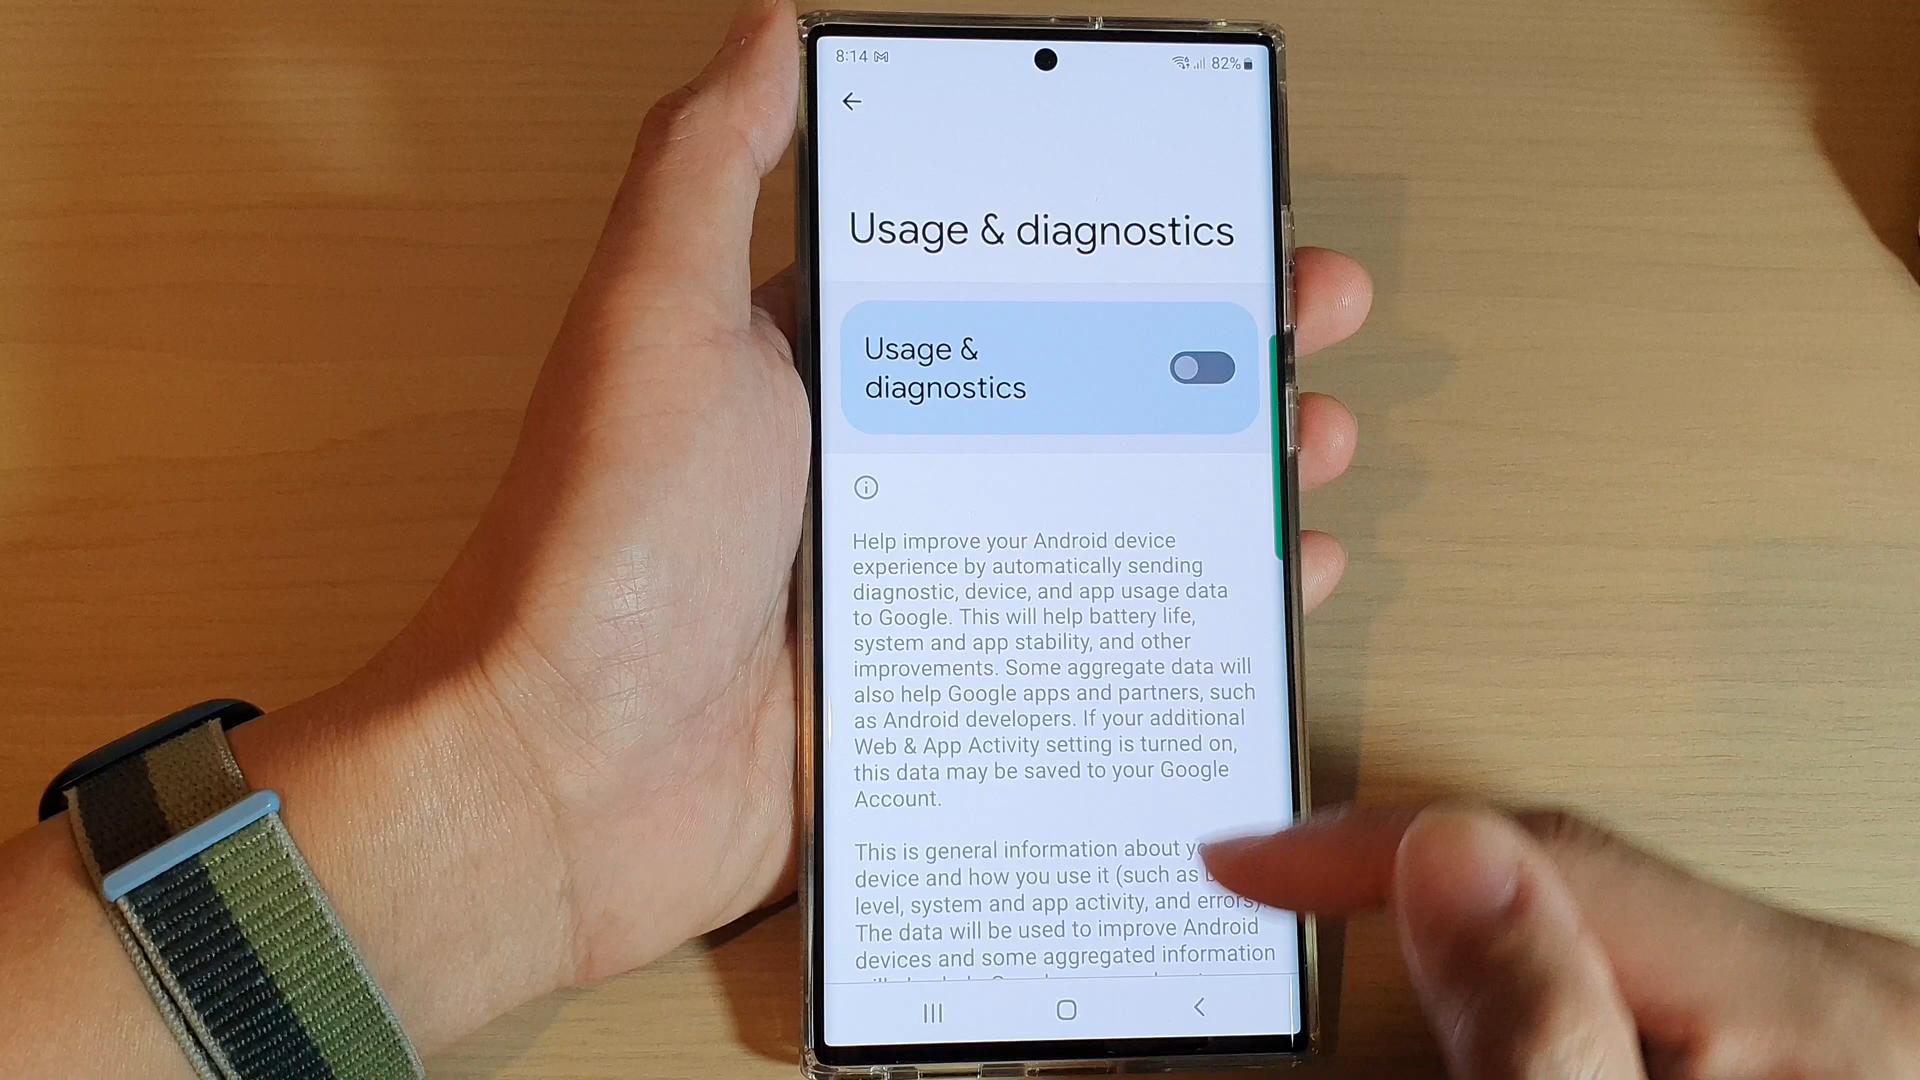 8:14
82%
Usage & diagnostics
Usage &
diagnostics
Help improve your Android device
experience by automatically sending
diagnostic, device, and app usage data
to Google. This will help battery life,
system and app stability, and other
improvements. Some aggregate data will
also help Google apps and partners, such
as Android developers. If your additional
Web & App Activity setting is turned on,
this data may be saved to your Google
Account.
This is general information about
device and how you use it (such as
level, system and app activity, and errors).
The data will be used to improve Android
devices and some aggregated information